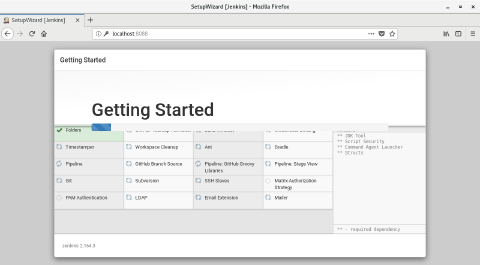 SetupWizard [Jenkins] - Mozilla Firefox
SetupWizard [Jenkins]
localhost:8080
Getting Started
Getting Started
Folders
Timestamper
Workspace Cleanup
Ant
Gradle
Pipeline
GitHub Branch Source
Pipeline: GitHub Groovy Libraries
Pipeline: Stage View
Git
Subversion
SSH Slaves
Matrix Authorization Strategy
PAM Authentication
LDAP
Email Extension
Mailer
** JDK Tool
** Script Security
** Command Agent Launcher
** Structs
** - required dependency
Jenkins 2.164.3